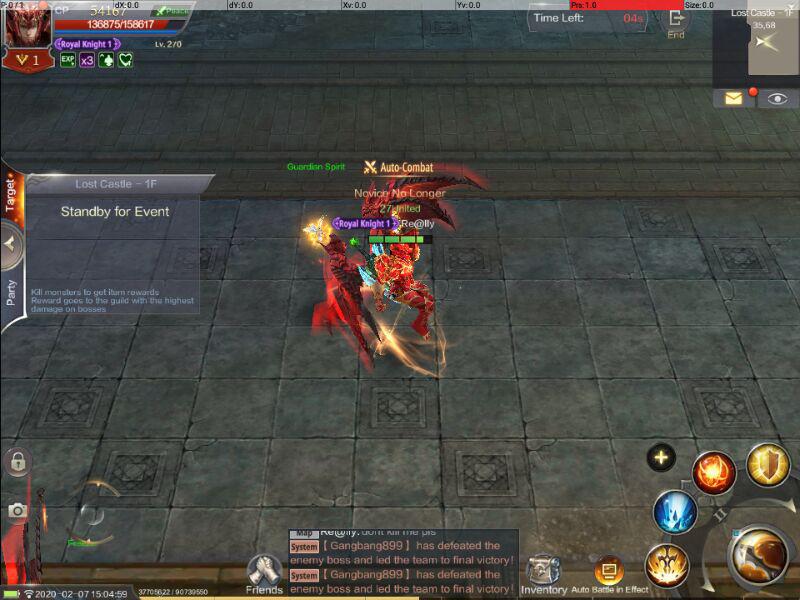 P: 0 / 1 dX: 0.0 dY: 0.0 Xv: 0.0 Yv: 0.0 Prs: 1.0 Size: 0.0
CP 54167 Peace
136875/158617
Royal Knight 1 Lv. 2/0
V 1 EXP x3
Time Left: 04s
End
Lost Castle - 1F
35,68
Target
Party
Lost Castle - 1F
Standby for Event
Kill monsters to get item rewards
Reward goes to the guild with the highest
damage on bosses
Guardian Spirit
Auto-Combat
Novice No Longer
27United
Royal Knight 1 Re@lly
Map Re@lly: dont kill me pls
System [ Gangbang899 ] has defeated the
enemy boss and led the team to final victory!
System [ Gangbang899 ] has defeated the
enemy boss and led the team to final victory!
Friends
Inventory
Auto Battle in Effect
2020-02-07 15:04:59
37705622 / 90739550